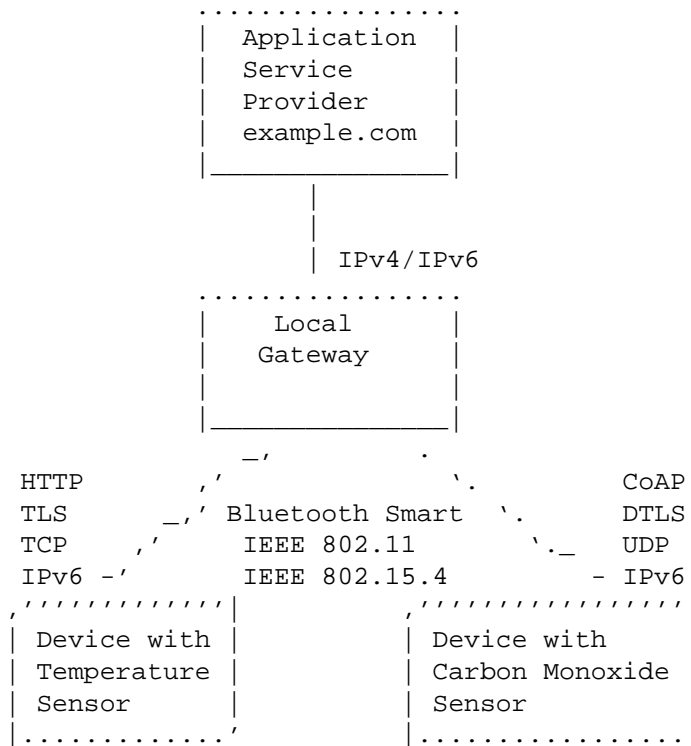 Application
Service
Provider
example.com
IPv4/IPv6
Local
Gateway
HTTP CoAP
TLS Bluetooth Smart DTLS
TCP IEEE 802.11 UDP
IPv6 IEEE 802.15.4 IPv6
Device with Device with
Temperature Carbon Monoxide
Sensor Sensor